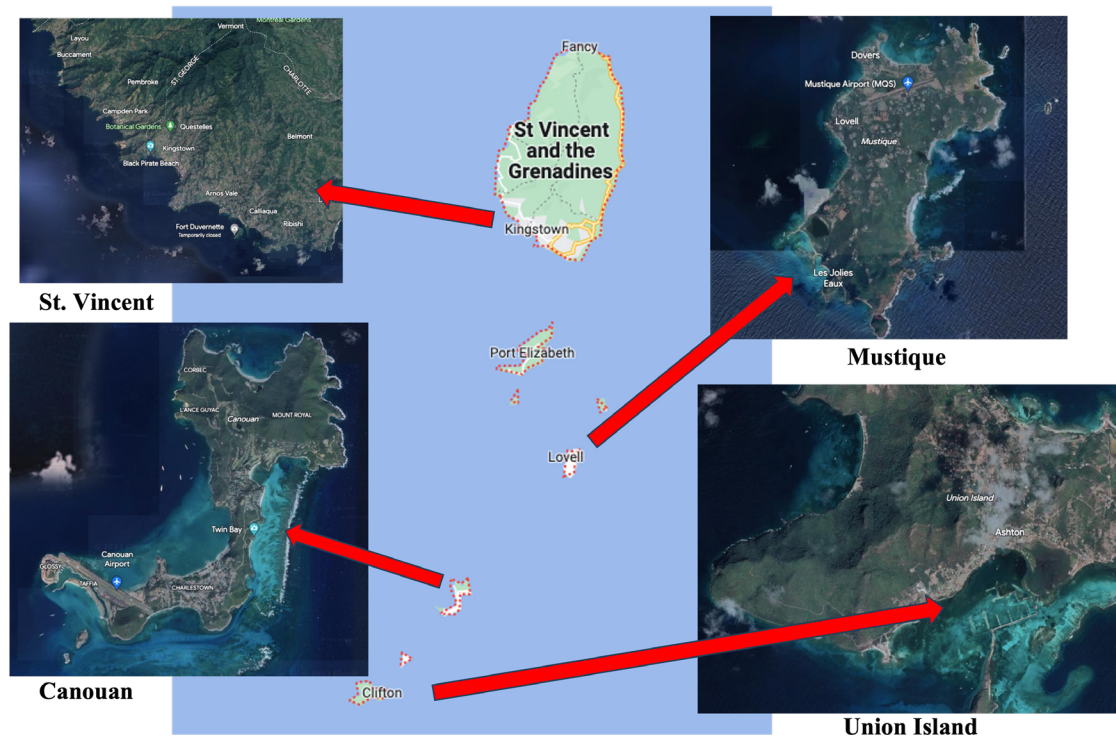 Montreal Gardens
Vermont
Layou
Buccament
ST. GEORGE
CHARLOTTE
Pembroke
Campden Park
Botanical Gardens
Questelles
Belmont
Kingstown
Black Pirate Beach
Arnos Vale
Calliaqua
Ribishi
Fort Duvernette
Temporarily closed
St. Vincent
Fancy
St Vincent
and the
Grenadines
Kingstown
Port Elizabeth
Lovell
Clifton
Dovers
Mustique Airport (MQS)
Lovell
Mustique
Les Jolies
Eaux
Mustique
CORBEC
L'ANCE GUYAC
Canouan
MOUNT ROYAL
Twin Bay
Canouan
Airport
GLOSSY
TAFFIA
CHARLESTOWN
Canouan
Union Island
Ashton
Union Island